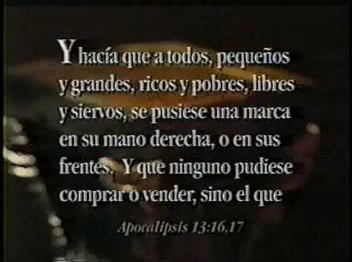 Y hacía que a todos, pequeños
y grandes, ricos y pobres, libres
y siervos, se pusiese una marca
en su mano derecha, o en sus
frentes. Y que ninguno pudiese
comprar o vender, sino el que
Apocalipsis 13:16,17